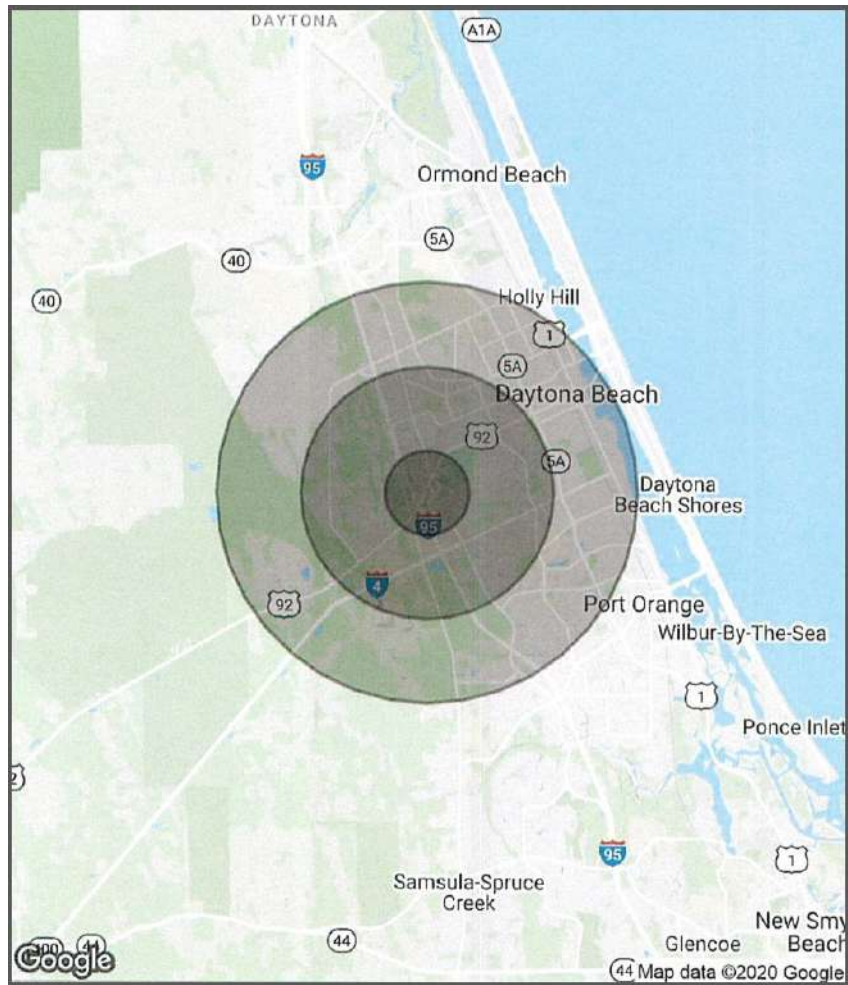 DAYTONA
A1A
95
Ormond Beach
5A
40
40
Holly Hill
1
5A
Daytona Beach
92
5A
Daytona
Beach Shores
95
4
92
Port Orange
Wilbur-By-The-Sea
1
Ponce Inlet
2
95
1
Samsula-Spruce
Creek
New Smy
Beach
44
44
Glencoe
Google
44
Map data ©2020 Google